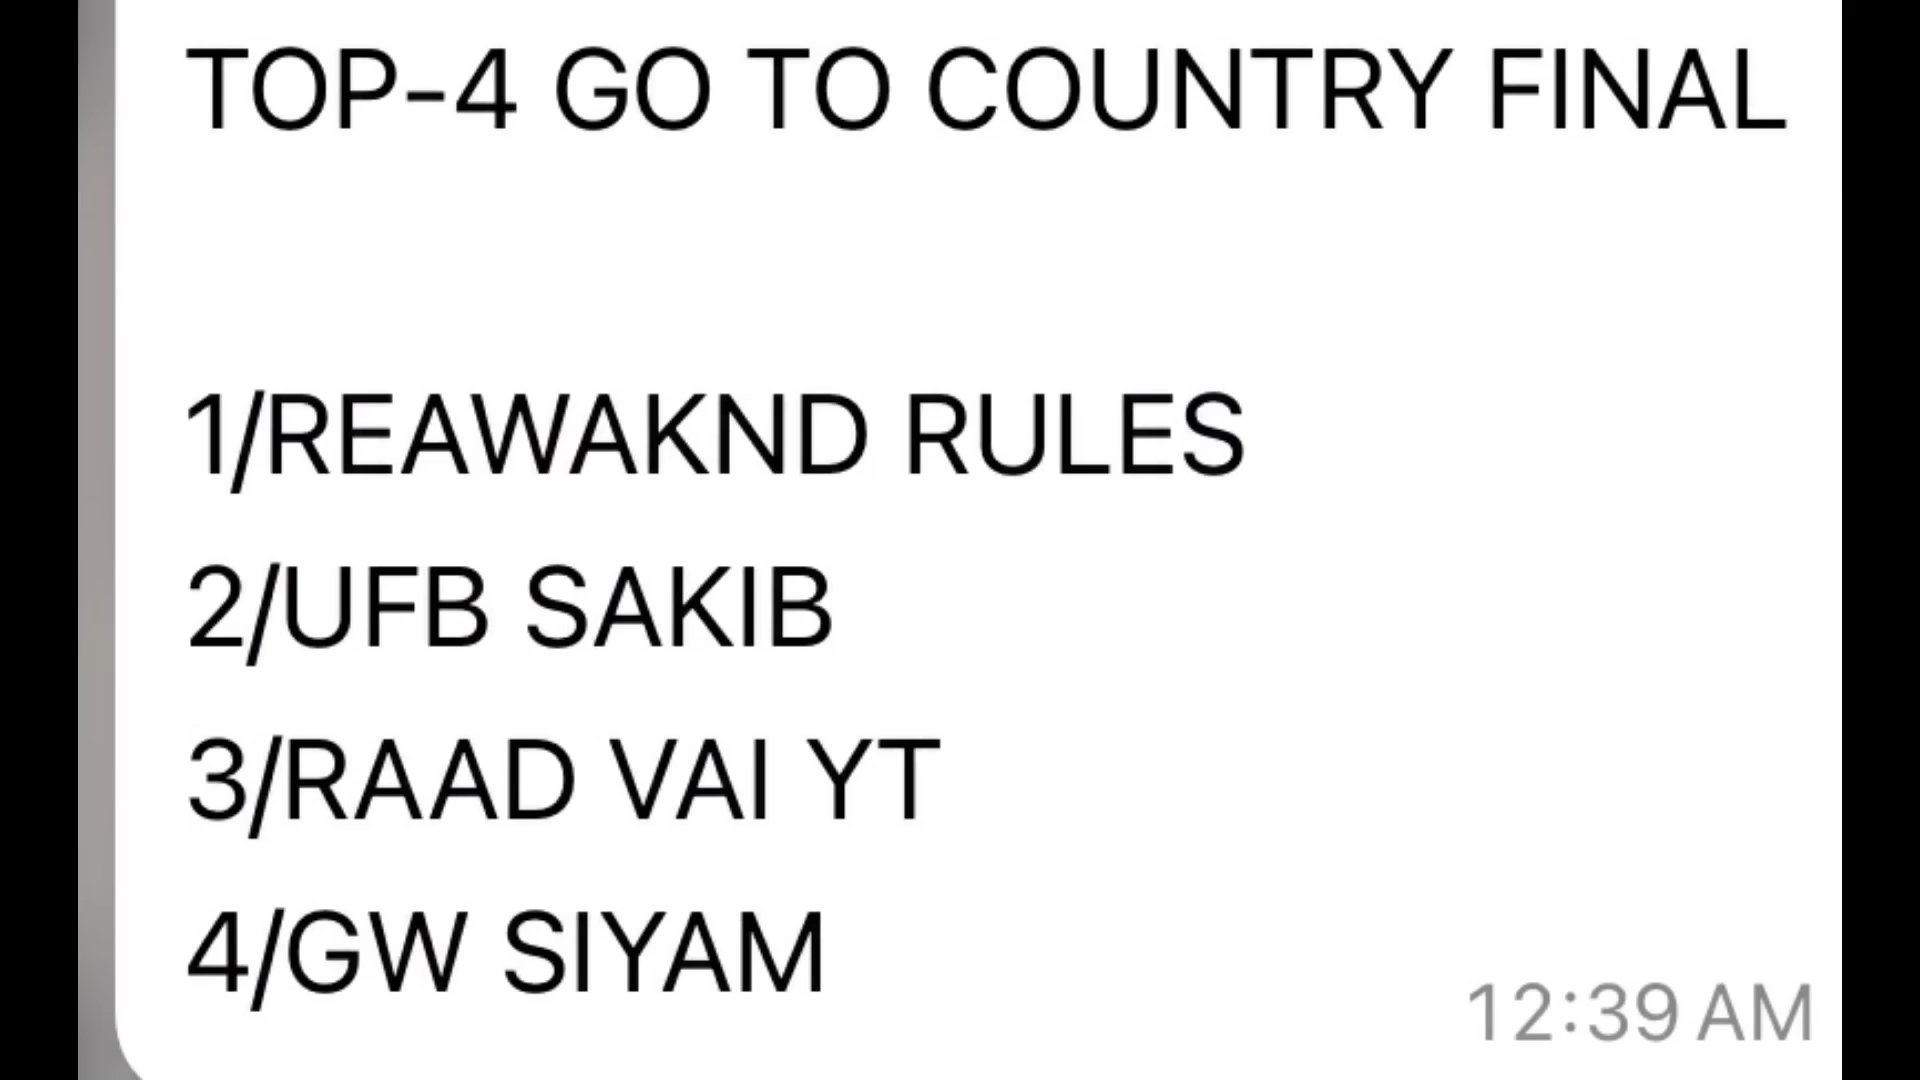 TOP-4 GO TO COUNTRY FINAL
1/REAWAKND RULES
2/UFB SAKIB
3/RAAD VAI YT
4/GW SIYAM
12:39 AM